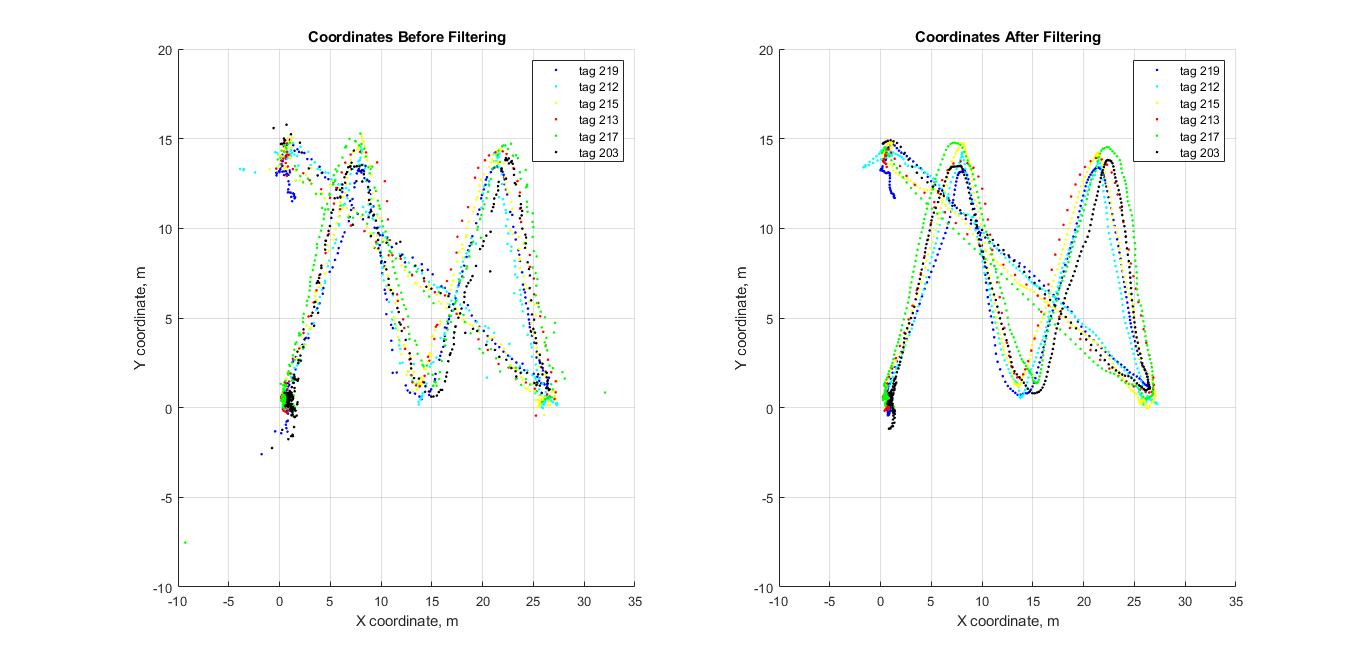 Coordinates Before Filtering
20
15
10
5
0
-5
-10
-10 -5 0 5 10 15 20 25 30 35
X coordinate, m
Y coordinate, m
tag 219
tag 212
tag 215
tag 213
tag 217
tag 203
Coordinates After Filtering
20
15
10
5
0
-5
-10
-10 -5 0 5 10 15 20 25 30 35
X coordinate, m
Y coordinate, m
tag 219
tag 212
tag 215
tag 213
tag 217
tag 203